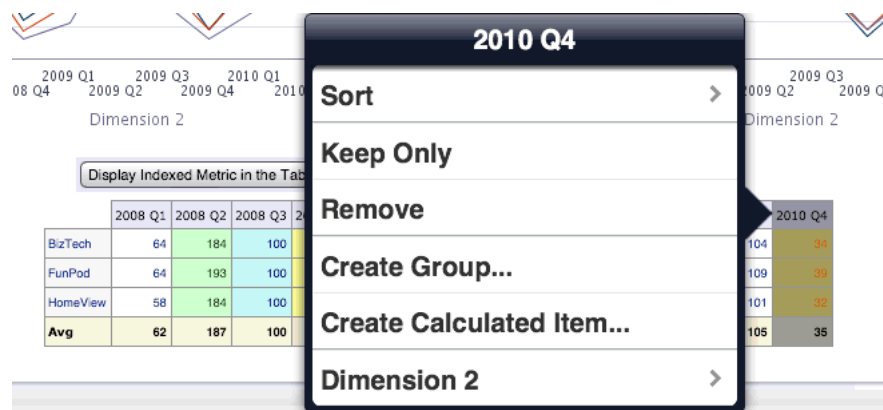 2010 Q4
Sort
Keep Only
Remove
Create Group...
Create Calculated Item...
Dimension 2
2009 Q1 2009 Q3 2010 Q1 2009 Q3
08 Q4 2009 Q2 2009 Q4 2009 Q2
Dimension 2 Dimension 2
Display Indexed Metric in the
2008 Q1 2008 Q2 2008 Q3 2010 Q4
BizTech 64 184 100 104 34
FunPod 64 193 100 109 39
HomeView 58 184 100 101 32
Avg 62 187 100 105 35